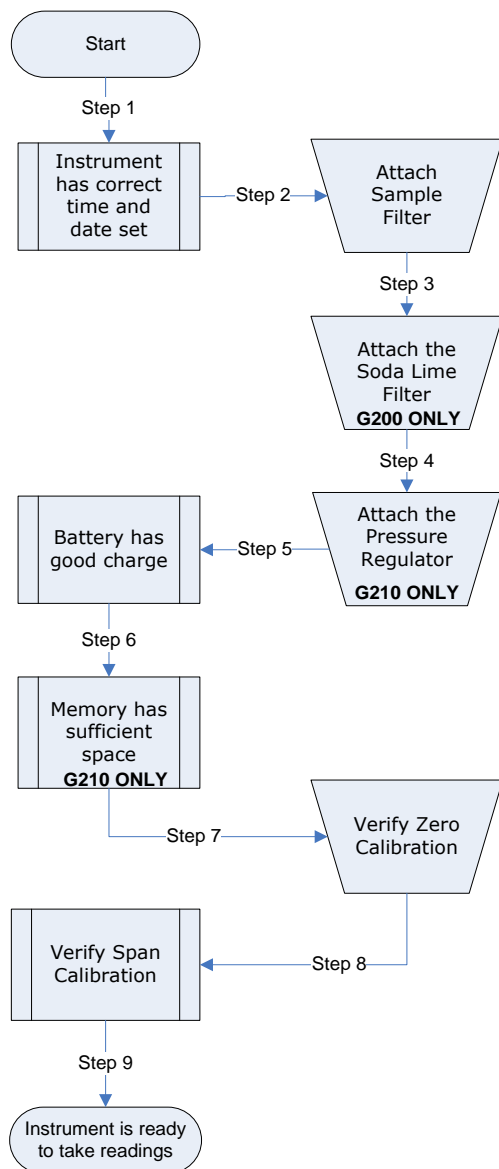 Start
Step 1
Instrument
has correct
time and
date set
Step 2
Attach
Sample
Filter
Step 3
Attach the
Soda Lime
Filter
G200 ONLY
Step 4
Attach the
Pressure
Regulator
G210 ONLY
Step 5
Battery has
good charge
Step 6
Memory has
sufficient
space
G210 ONLY
Step 7
Verify Zero
Calibration
Step 8
Verify Span
Calibration
Step 9
Instrument is ready
to take readings